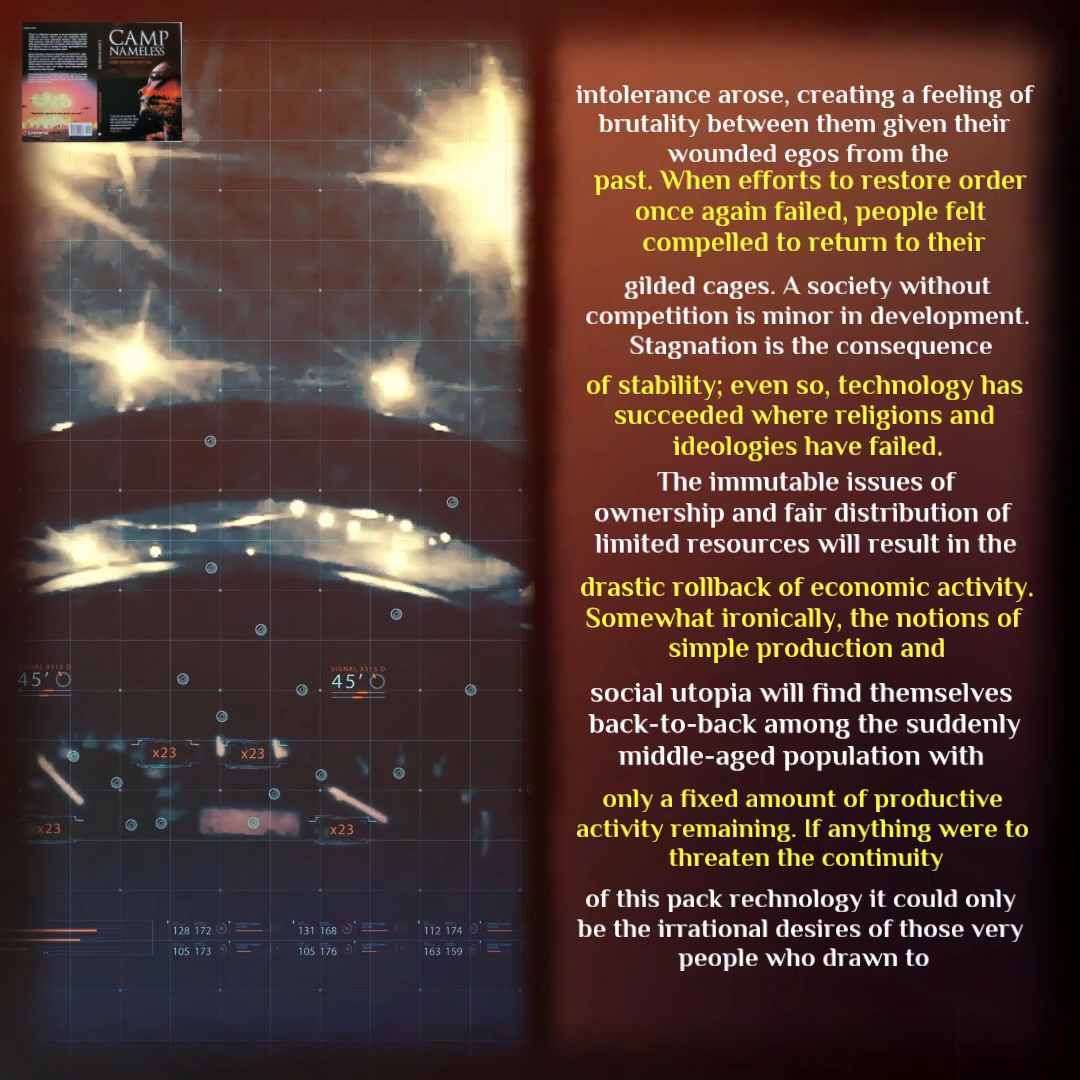 CAMP
NAMELESS
intolerance arose, creating a feeling of
brutality between them given their
wounded egos from the
past. When efforts to restore order
once again failed, people felt
compelled to return to their
gilded cages. A society without
competition is minor in development.
Stagnation is the consequence
of stability; even so, technology has
succeeded where religions and
ideologies have failed.
The immutable issues of
ownership and fair distribution of
limited resources will result in the
drastic rollback of economic activity.
Somewhat ironically, the notions of
simple production and
social utopia will find themselves
back-to-back among the suddenly
middle-aged population with
only a fixed amount of productive
activity remaining. If anything were to
threaten the continuity
of this pack rechnology it could only
be the irrational desires of those very
people who drawn to
SIGNAL XS15 D
45'
45'
x23
x23
x23
x23
128 172
131 168
112 174
105 173
105 176
163 159